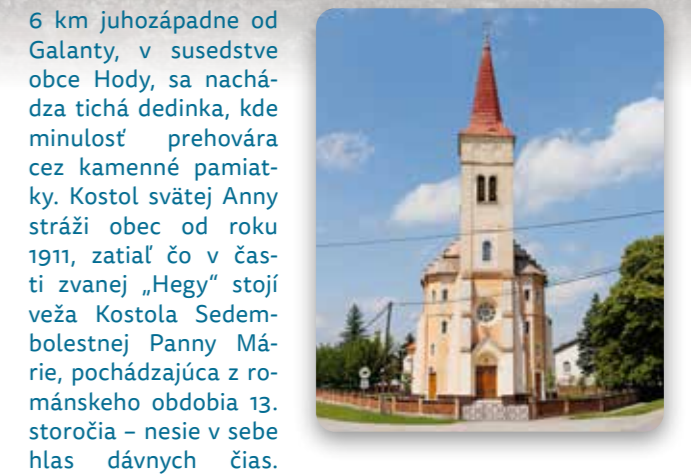 6 km juhozápadne od
Galanty, v susedstve
obce Hody, sa nachá-
dza tichá dedinka, kde
minulosť prehovára
cez kamenné pamiat-
ky. Kostol svätej Anny
stráži obec od roku
1911, zatiaľ čo v čas-
ti zvanej „Hegy“ stojí
veža Kostola Sedem-
bolestnej Panny Má-
rie, pochádzajúca z ro-
mánskeho obdobia 13.
storočia – nesie v sebe
hlas dávnych čias.